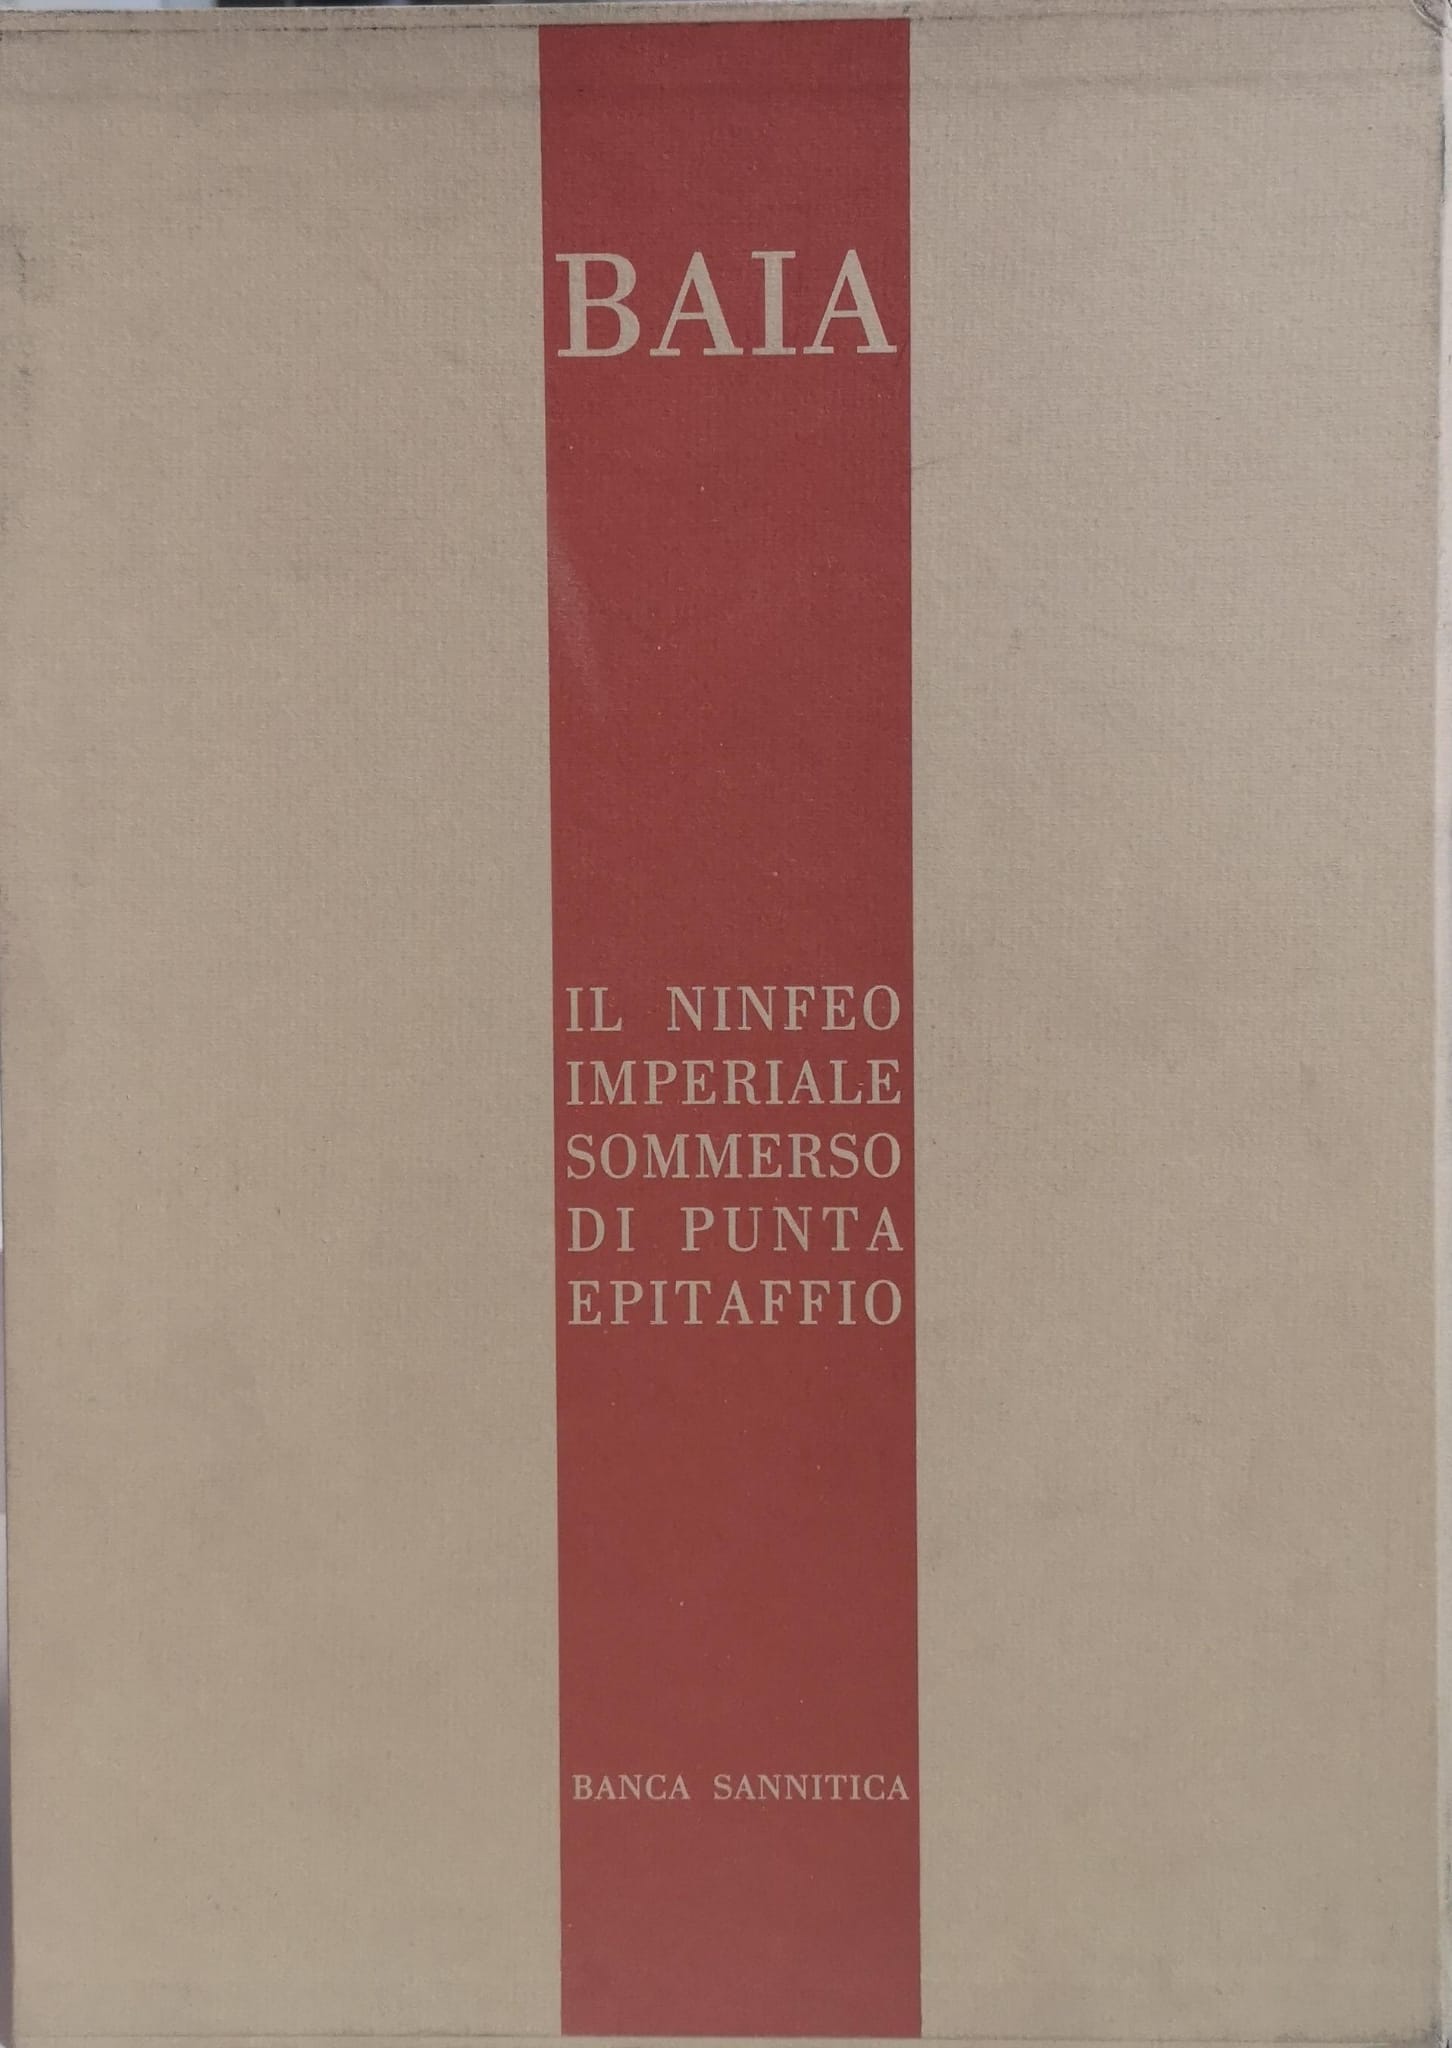 BAIA
IL NINFEO
IMPERIALE
SOMMERSO
DI PUNTA
EPITAFFIO
BANCA SANNITICA